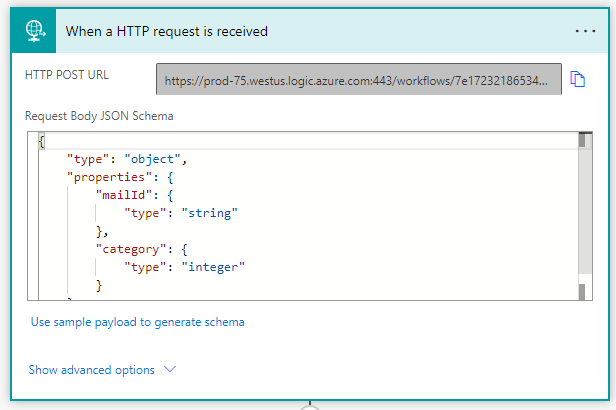 When a HTTP request is received
HTTP POST URL
https://prod-75.westus.logic.azure.com:443/workflows/7e17232186534...
Request Body JSON Schema
{
    "type": "object",
    "properties": {
        "mailId": {
            "type": "string"
        },
        "category": {
            "type": "integer"
        }
Use sample payload to generate schema
Show advanced options